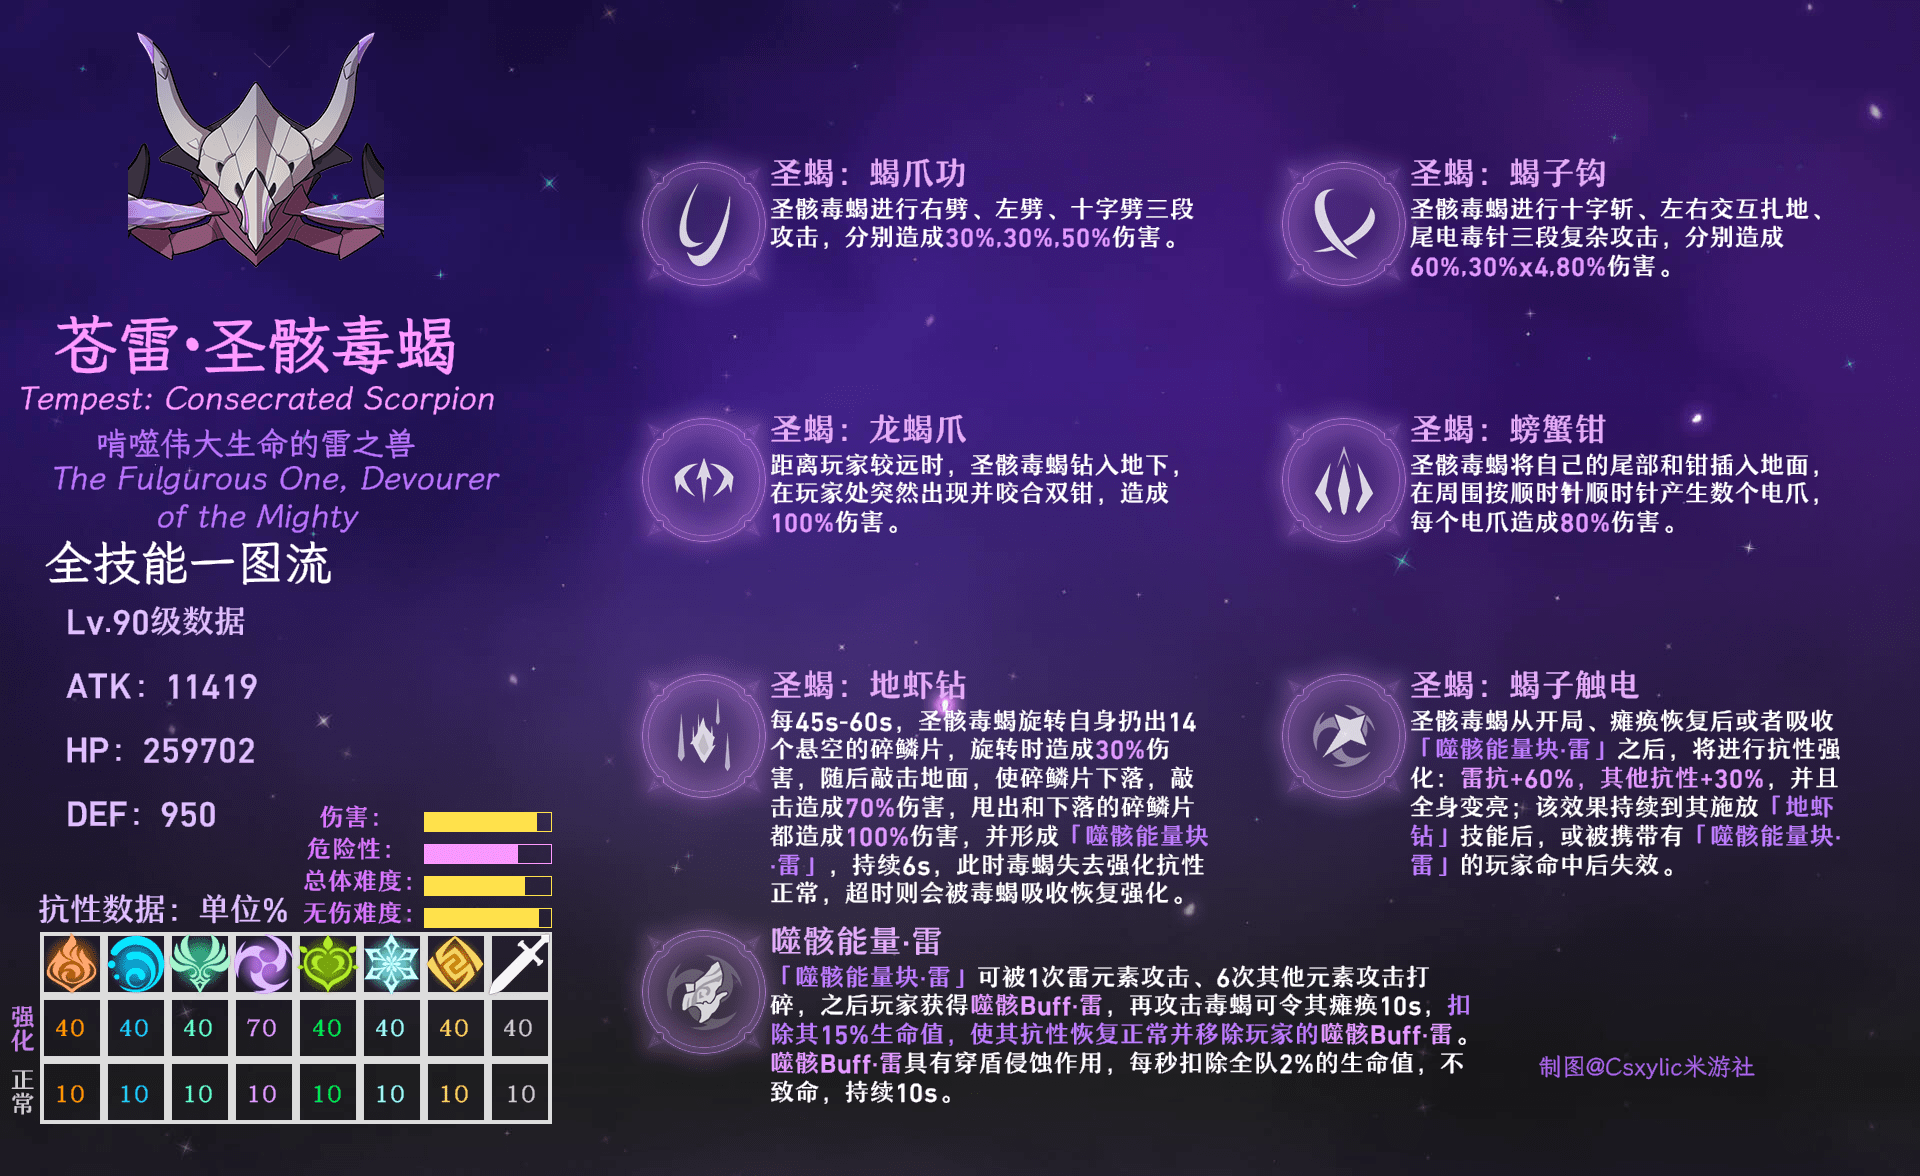 苍雷·圣骸毒蝎
Tempest: Consecrated Scorpion
啃噬伟大生命的雷之兽
The Fulgurous One, Devourer
of the Mighty
全技能一图流
Lv.90级数据
ATK：11419
HP：259702
DEF：950
伤害：
危险性：
总体难度：
无伤难度：
抗性数据：单位%
强化 40 40 40 70 40 40 40 40
正常 10 10 10 10 10 10 10 10
圣蝎：蝎爪功
圣骸毒蝎进行右劈、左劈、十字劈三段
攻击，分别造成30%,30%,50%伤害。
圣蝎：蝎子钩
圣骸毒蝎进行十字斩、左右交互扎地、
尾电毒针三段复杂攻击，分别造成
60%,30%x4,80%伤害。
圣蝎：龙蝎爪
距离玩家较远时，圣骸毒蝎钻入地下，
在玩家处突然出现并咬合双钳，造成
100%伤害。
圣蝎：螃蟹钳
圣骸毒蝎将自己的尾部和钳插入地面，
在周围按顺时针顺时针产生数个电爪，
每个电爪造成80%伤害。
圣蝎：地虾钻
每45s-60s，圣骸毒蝎旋转自身扔出14
个悬空的碎鳞片，旋转时造成30%伤
害，随后敲击地面，使碎鳞片下落，敲
击造成70%伤害，甩出和下落的碎鳞片
都造成100%伤害，并形成「噬骸能量块
·雷」，持续6s，此时毒蝎失去强化抗性
正常，超时则会被毒蝎吸收恢复强化。
圣蝎：蝎子触电
圣骸毒蝎从开局、瘫痪恢复后或者吸收
「噬骸能量块·雷」之后，将进行抗性强
化：雷抗+60%，其他抗性+30%，并且
全身变亮；该效果持续到其施放「地虾
钻」技能后，或被携带有「噬骸能量块·
雷」的玩家命中后失效。
噬骸能量·雷
「噬骸能量块·雷」可被1次雷元素攻击、6次其他元素攻击打
碎，之后玩家获得噬骸Buff·雷，再攻击毒蝎可令其瘫痪10s，扣
除其15%生命值，使其抗性恢复正常并移除玩家的噬骸Buff·雷。
噬骸Buff·雷具有穿盾侵蚀作用，每秒扣除全队2%的生命值，不
致命，持续10s。
制图@Csxylic米游社